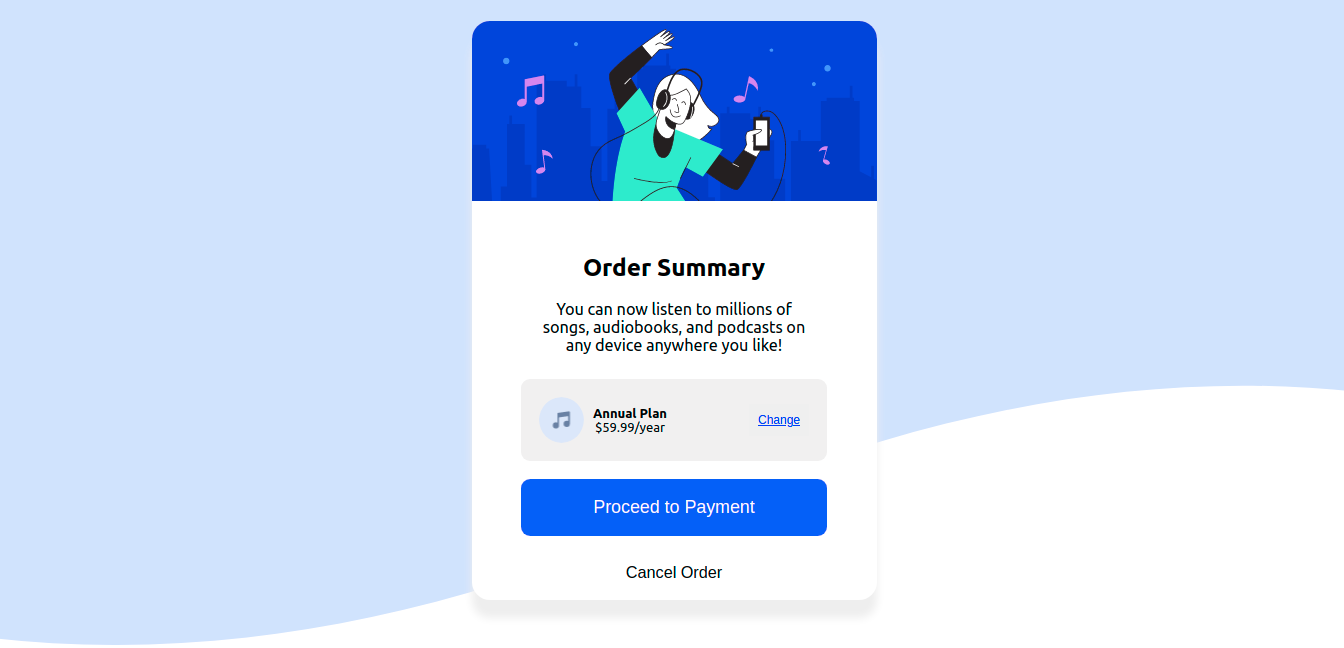 Order Summary
You can now listen to millions of
songs, audiobooks, and podcasts on
any device anywhere you like!
Annual Plan
$59.99/year
Change
Proceed to Payment
Cancel Order